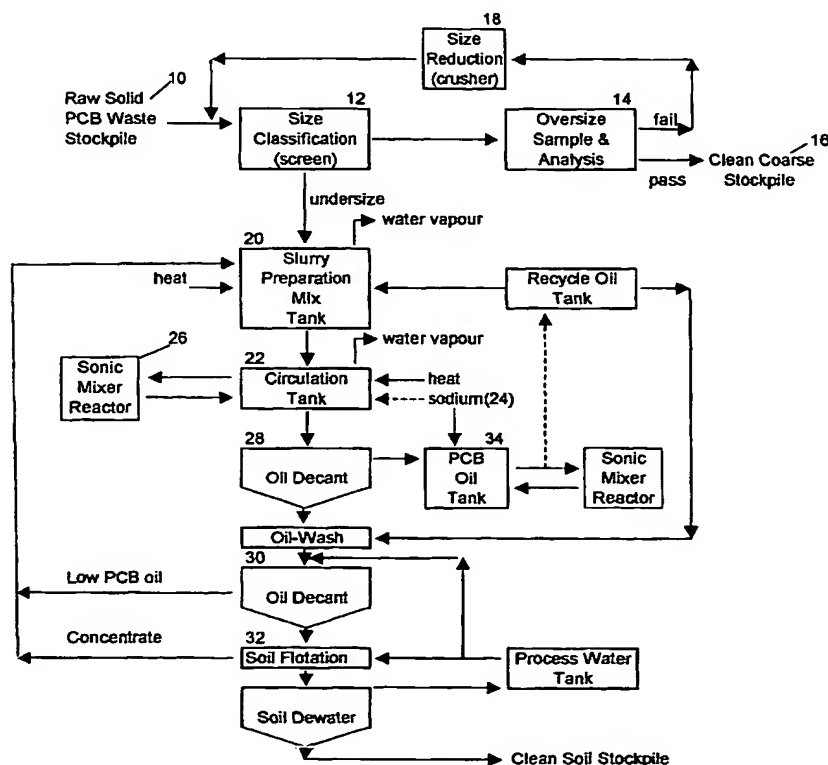 18
Size
Reduction
(crusher)
10
Raw Solid
PCB Waste
Stockpile
12
Size
Classification
(screen)
14
Oversize
Sample &
Analysis
fail
pass
16
Clean Coarse
Stockpile
undersize
water vapour
20
Slurry
Preparation
Mix
Tank
heat
Recycle Oil
Tank
water vapour
26
Sonic
Mixer
Reactor
22
Circulation
Tank
heat
sodium(24)
28
Oil Decant
34
PCB
Oil
Tank
Sonic
Mixer
Reactor
Oil-Wash
30
Low PCB oil
Oil Decant
32
Concentrate
Soil Flotation
Process Water
Tank
Soil Dewater
Clean Soil Stockpile